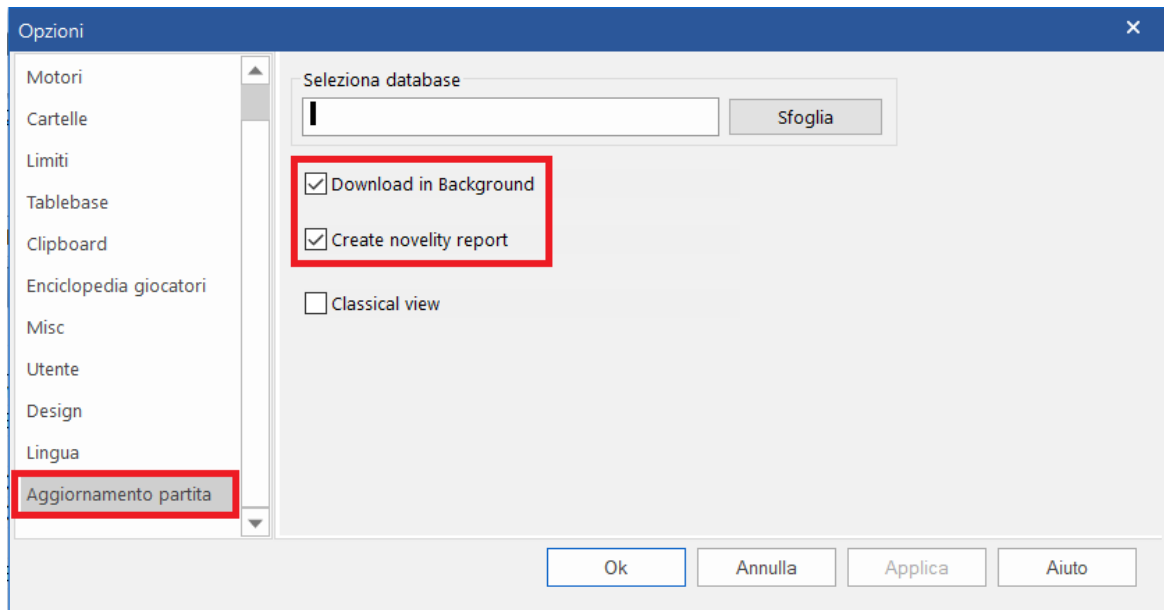 Opzioni
Motori
Cartelle
Limiti
Tablebase
Clipboard
Enciclopedia giocatori
Misc
Utente
Design
Lingua
Aggiornamento partita
Seleziona database
Sfoglia
Download in Background
Create novelity report
Classical view
Ok
Annulla
Applica
Aiuto